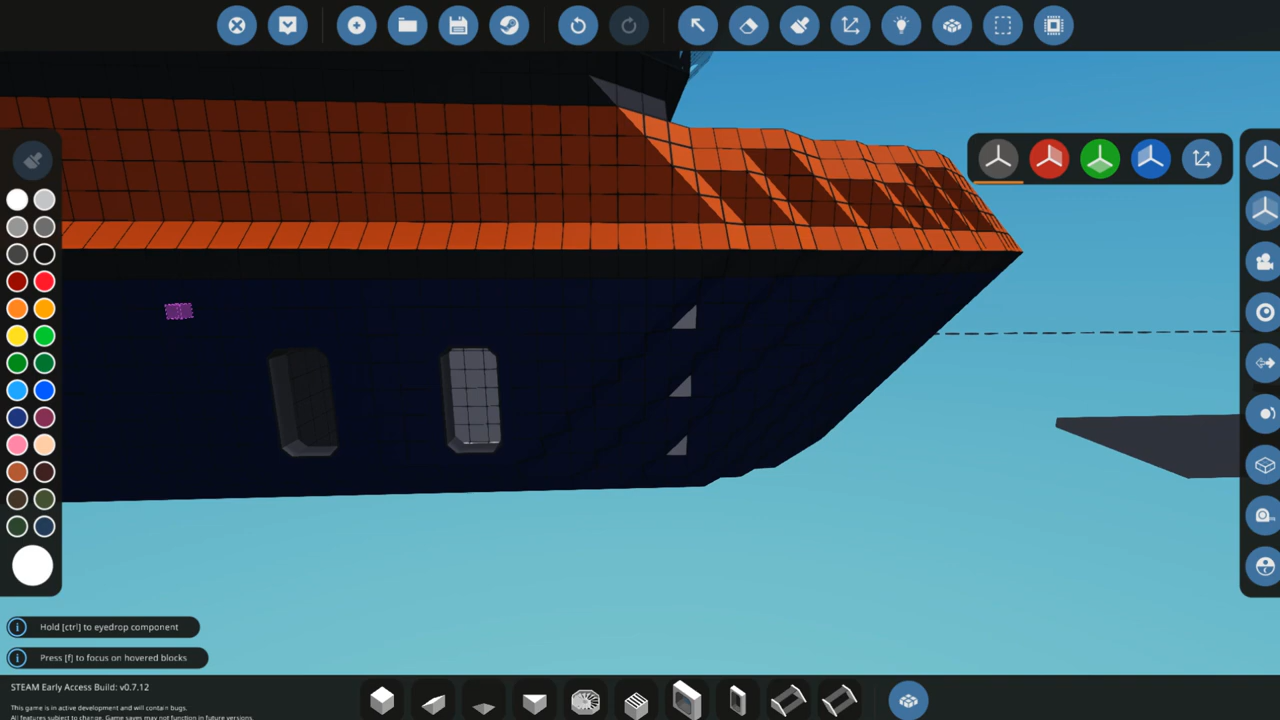 Hold [ctrl] to eyedrop component
Press [f] to focus on hovered blocks
STEAM Early Access Build: v0.7.12
This game is in active development and will contain bugs.
All features subject to change. Game saves may not function in future versions.